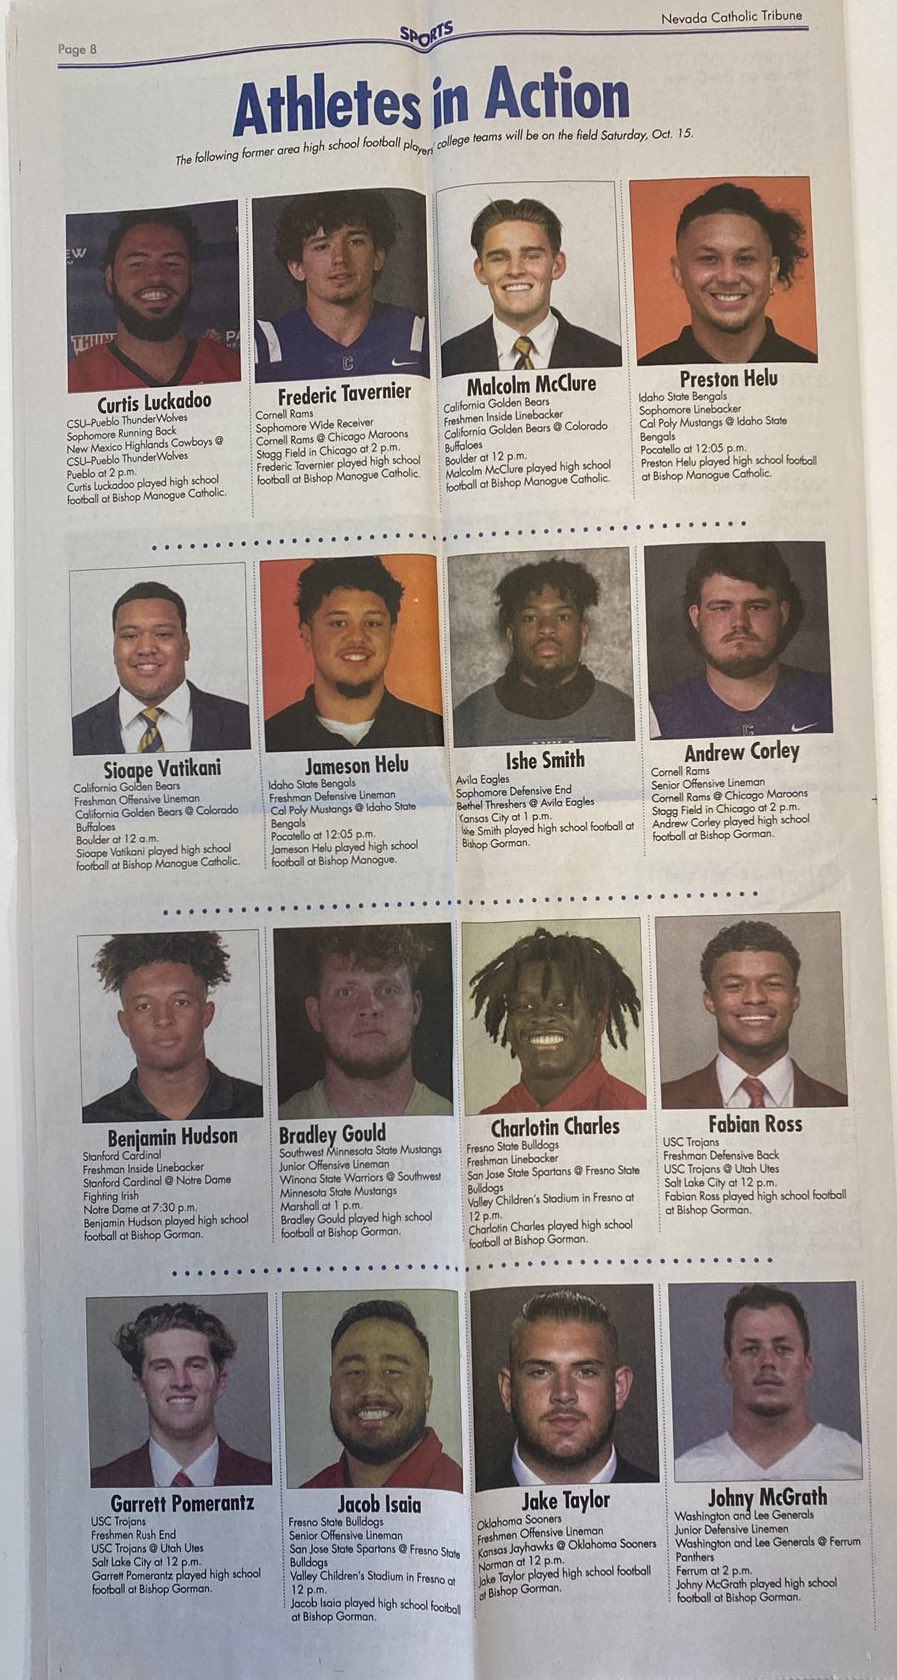 Page 8
SPORTS
Nevada Catholic Tribune
Athletes in Action
The following former area high school football players' college teams will be on the field Saturday, Oct. 15.
Curtis Luckadoo
CSU–Pueblo ThunderWolves
Sophomore Running Back
New Mexico Highlands Cowboys @
CSU–Pueblo ThunderWolves
Pueblo at 2 p.m.
Curtis Luckadoo played high school
football at Bishop Manogue Catholic.
Frederic Tavernier
Cornell Rams
Sophomore Wide Receiver
Cornell Rams @ Chicago Maroons
Stagg Field in Chicago at 2 p.m.
Frederic Tavernier played high school
football at Bishop Manogue Catholic.
Malcolm McClure
California Golden Bears
Freshmen Inside Linebacker
California Golden Bears @ Colorado
Buffaloes
Boulder at 12 p.m.
Malcolm McClure played high school
football at Bishop Manogue Catholic.
Preston Helu
Idaho State Bengals
Sophomore Linebacker
Cal Poly Mustangs @ Idaho State
Bengals
Pocatello at 12:05 p.m.
Preston Helu played high school football
at Bishop Manogue Catholic.
Sioape Vatikani
California Golden Bears
Freshman Offensive Lineman
California Golden Bears @ Colorado
Buffaloes
Boulder at 12 a.m.
Sioape Vatikani played high school
football at Bishop Manogue Catholic.
Jameson Helu
Idaho State Bengals
Freshman Defensive Lineman
Cal Poly Mustangs @ Idaho State
Bengals
Pocatello at 12:05 p.m.
Jameson Helu played high school
football at Bishop Manogue.
Ishe Smith
Avila Eagles
Sophomore Defensive End
Bethel Threshers @ Avila Eagles
Kansas City at 1 p.m.
Ishe Smith played high school football at
Bishop Gorman.
Andrew Corley
Cornell Rams
Senior Offensive Lineman
Cornell Rams @ Chicago Maroons
Stagg Field in Chicago at 2 p.m.
Andrew Corley played high school
football at Bishop Gorman.
Benjamin Hudson
Stanford Cardinal
Freshman Inside Linebacker
Stanford Cardinal @ Notre Dame
Fighting Irish
Notre Dame at 7:30 p.m.
Benjamin Hudson played high school
football at Bishop Gorman.
Bradley Gould
Southwest Minnesota State Mustangs
Junior Offensive Lineman
Winona State Warriors @ Southwest
Minnesota State Mustangs
Marshall at 1 p.m.
Bradley Gould played high school
football at Bishop Gorman.
Charlotin Charles
Fresno State Bulldogs
Freshman Linebacker
San Jose State Spartans @ Fresno State
Bulldogs
Valley Children's Stadium in Fresno at
12 p.m.
Charlotin Charles played high school
football at Bishop Gorman.
Fabian Ross
USC Trojans
Freshman Defensive Back
USC Trojans @ Utah Utes
Salt Lake City at 12 p.m.
Fabian Ross played high school football
at Bishop Gorman.
Garrett Pomerantz
USC Trojans
Freshmen Rush End
USC Trojans @ Utah Utes
Salt Lake City at 12 p.m.
Garrett Pomerantz played high school
football at Bishop Gorman.
Jacob Isaia
Fresno State Bulldogs
Senior Offensive Lineman
San Jose State Spartans @ Fresno State
Bulldogs
Valley Children's Stadium in Fresno at
12 p.m.
Jacob Isaia played high school football
at Bishop Gorman.
Jake Taylor
Oklahoma Sooners
Freshmen Offensive Lineman
Kansas Jayhawks @ Oklahoma Sooners
Norman at 12 p.m.
Jake Taylor played high school football
at Bishop Gorman.
Johny McGrath
Washington and Lee Generals
Junior Defensive Linemen
Washington and Lee Generals @ Ferrum
Panthers
Ferrum at 2 p.m.
Johny McGrath played high school
football at Bishop Gorman.